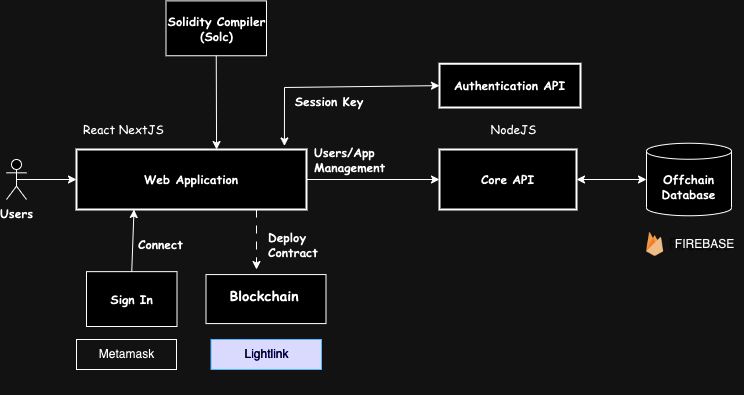 Solidity Compiler
(Solc)
Authentication API
Session Key
React NextJS
NodeJS
Users/App
Management
Web Application
Core API
Offchain
Database
Users
Connect
Deploy
Contract
FIREBASE
Sign In
Blockchain
Metamask
Lightlink